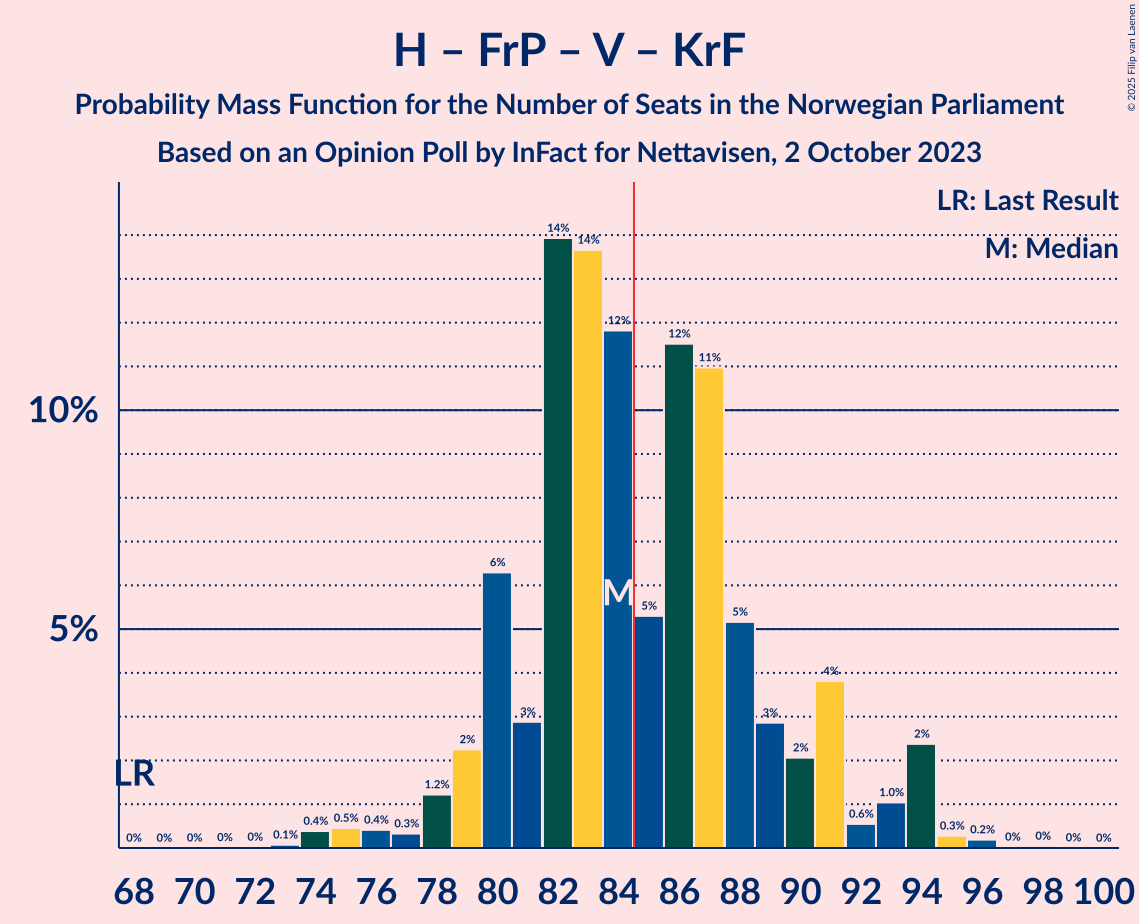 © 2025 Filip van Laenen
H – FrP – V – KrF
Probability Mass Function for the Number of Seats in the Norwegian Parliament
Based on an Opinion Poll by InFact for Nettavisen, 2 October 2023
LR: Last Result
M: Median
10%
5%
LR
M
0% 0% 0% 0% 0% 0.1% 0.4% 0.5% 0.4% 0.3% 1.2% 2% 6% 3% 14% 14% 12% 5% 12% 11% 5% 3% 2% 4% 0.6% 1.0% 2% 0.3% 0.2% 0% 0% 0% 0%
68 70 72 74 76 78 80 82 84 86 88 90 92 94 96 98 100